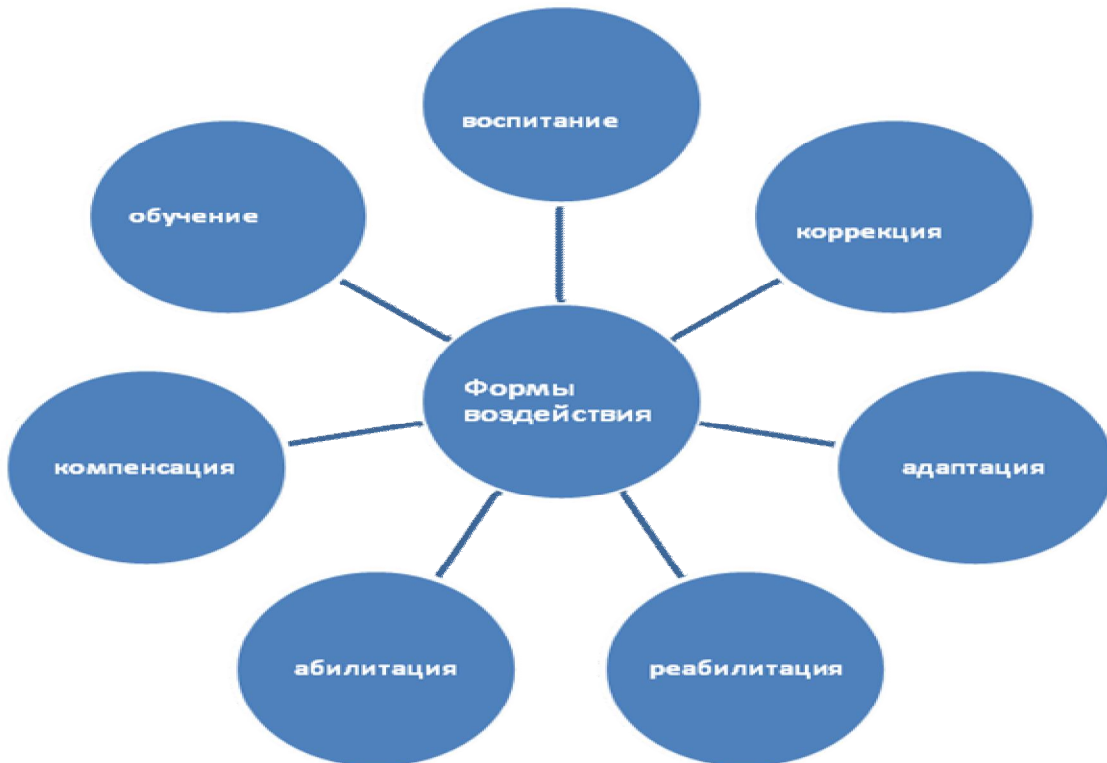 воспитание
обучение
коррекция
Формы
воздействия
компенсация
адаптация
абилитация
реабилитация